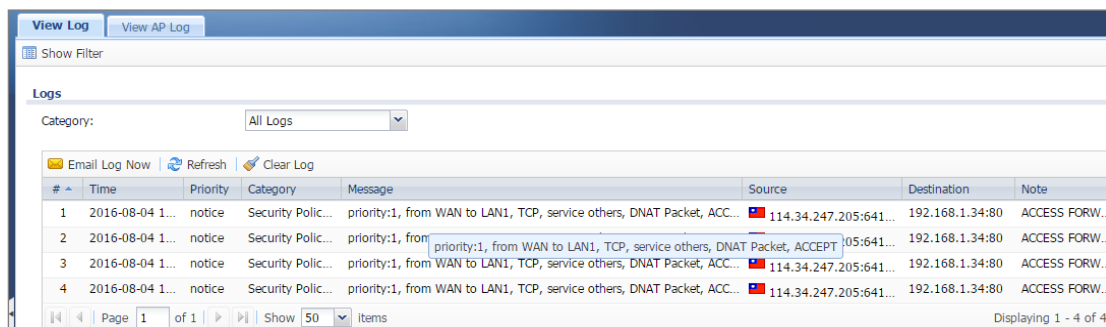 View Log View AP Log
Show Filter
Logs
Category: All Logs
Email Log Now Refresh Clear Log
# Time Priority Category Message Source Destination Note
1 2016-08-04 1... notice Security Polic... priority:1, from WAN to LAN1, TCP, service others, DNAT Packet, ACC... 114.34.247.205:641... 192.168.1.34:80 ACCESS FORW...
2 2016-08-04 1... notice Security Polic... priority:1, from 05:641... 192.168.1.34:80 ACCESS FORW...
priority:1, from WAN to LAN1, TCP, service others, DNAT Packet, ACCEPT
3 2016-08-04 1... notice Security Polic... priority:1, from WAN to LAN1, TCP, service others, DNAT Packet, ACC... 114.34.247.205:641... 192.168.1.34:80 ACCESS FORW...
4 2016-08-04 1... notice Security Polic... priority:1, from WAN to LAN1, TCP, service others, DNAT Packet, ACC... 114.34.247.205:641... 192.168.1.34:80 ACCESS FORW...
Page 1 of 1 Show 50 items Displaying 1 - 4 of 4